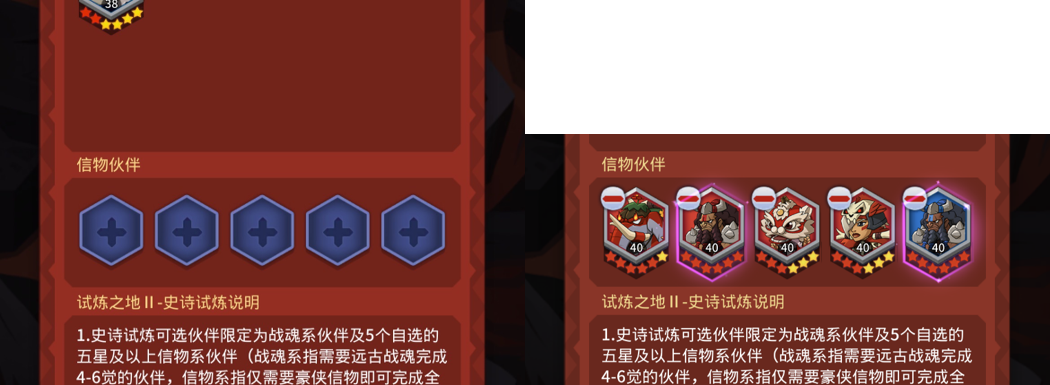 38
信物伙伴
试炼之地Ⅱ-史诗试炼说明
1.史诗试炼可选伙伴限定为战魂系伙伴及5个自选的
五星及以上信物系伙伴（战魂系指需要远古战魂完成
4-6觉的伙伴，信物系指仅需要豪侠信物即可完成全
信物伙伴
40
40
40
40
40
试炼之地Ⅱ-史诗试炼说明
1.史诗试炼可选伙伴限定为战魂系伙伴及5个自选的
五星及以上信物系伙伴（战魂系指需要远古战魂完成
4-6觉的伙伴，信物系指仅需要豪侠信物即可完成全